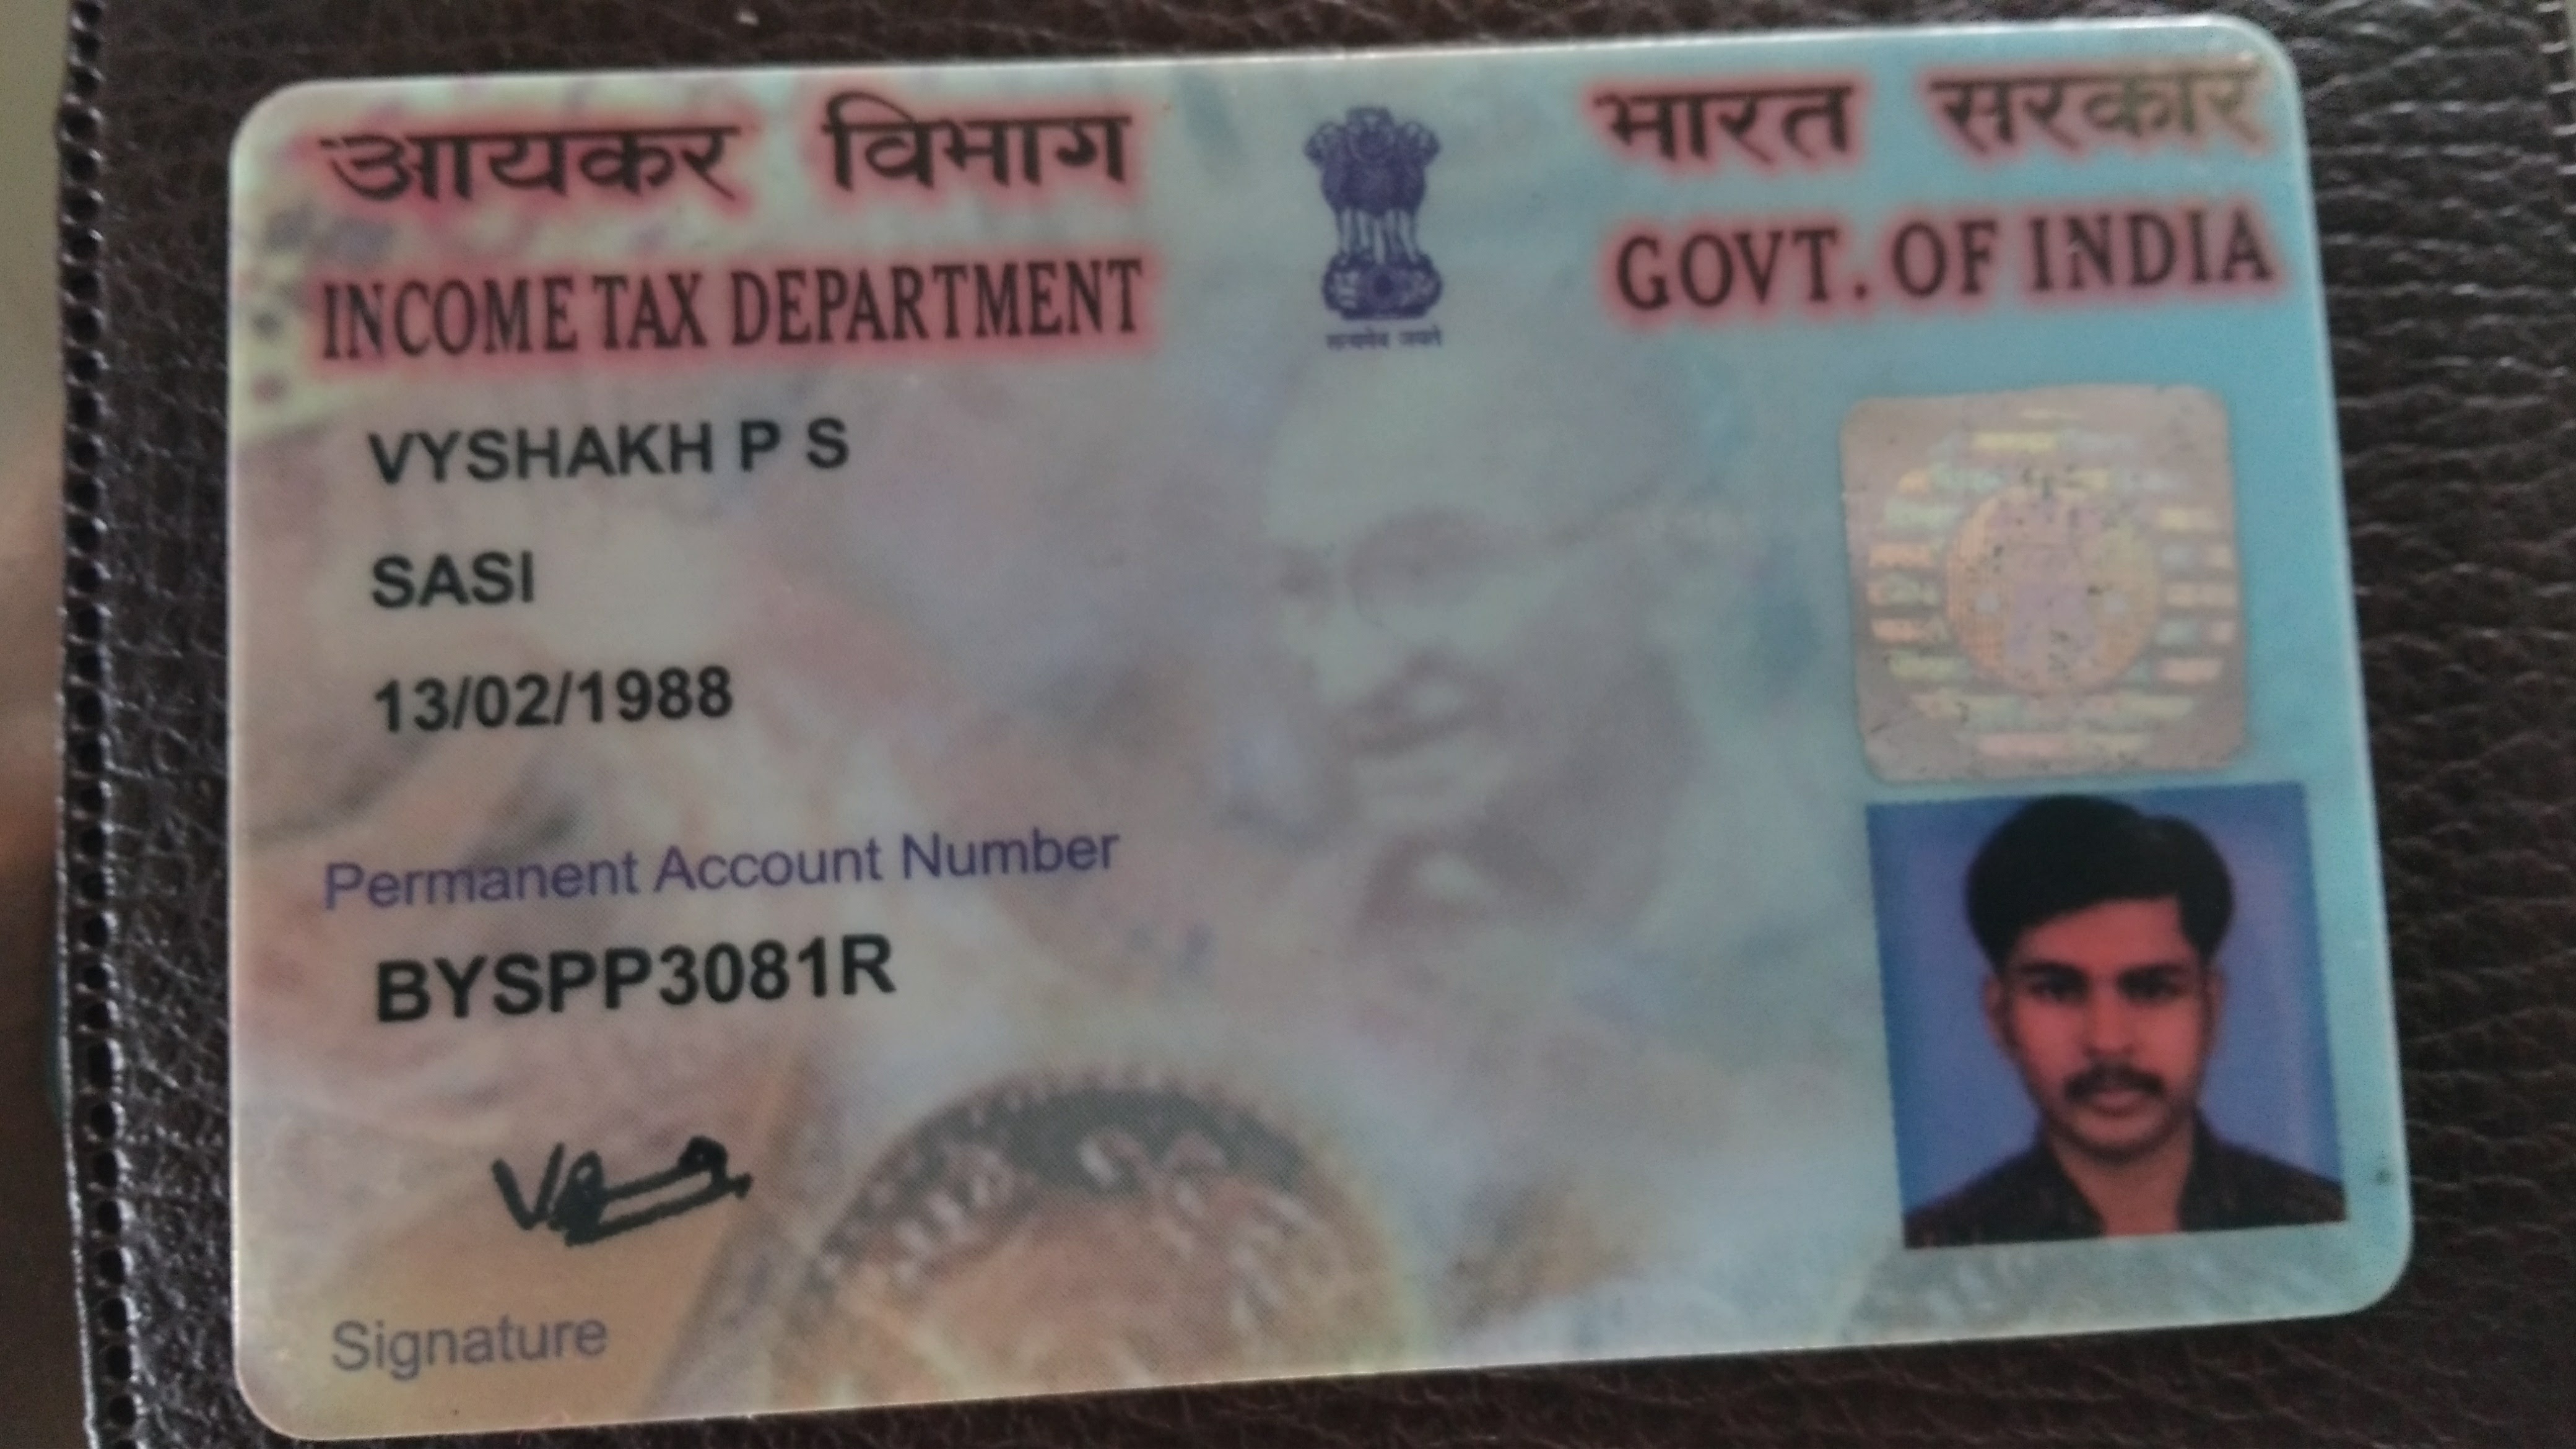 आयकर विभाग
INCOME TAX DEPARTMENT
भारत सरकार
GOVT. OF INDIA
सत्यमेव जयते
VYSHAKH P S
SASI
13/02/1988
Permanent Account Number
BYSPP3081R
Signature